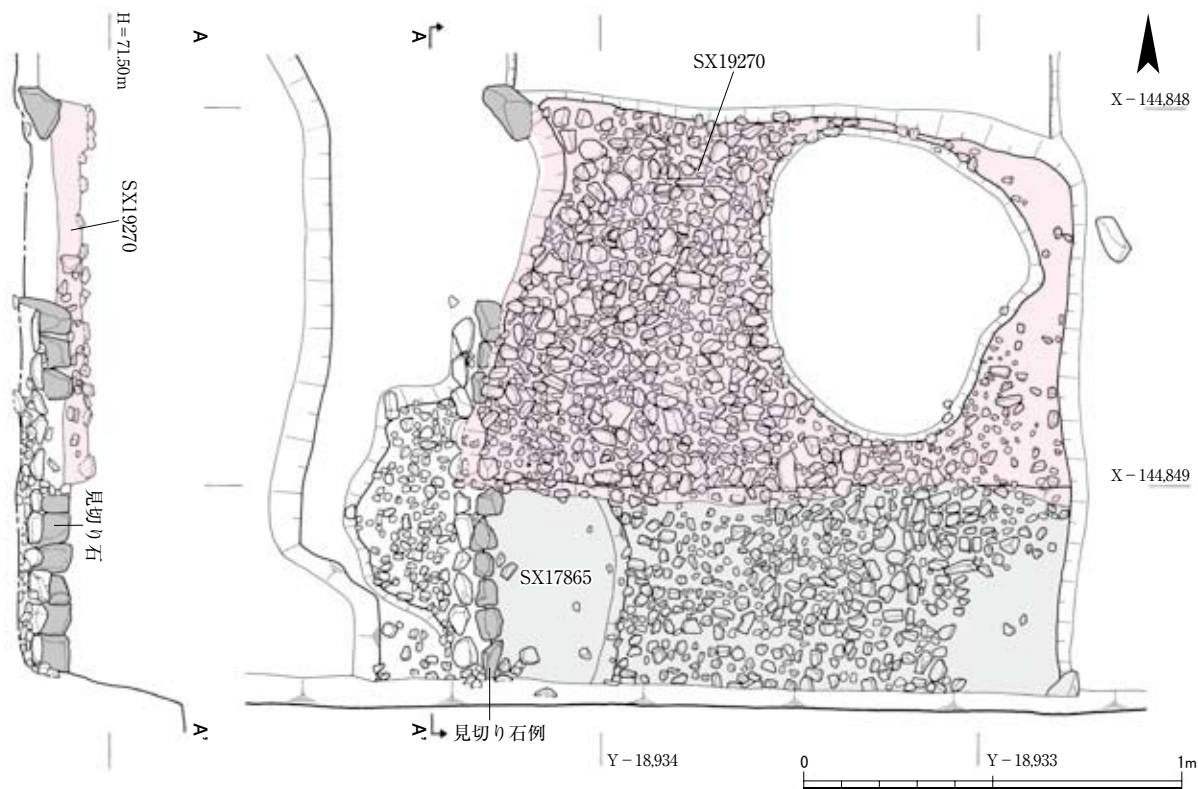 H = 71.50m
A
A
SX19270
X－144,848
SX19270
見切り石
X－144,849
SX17865
A'
A'
見切り石例
Y－18,934
Y－18,933
0
1m